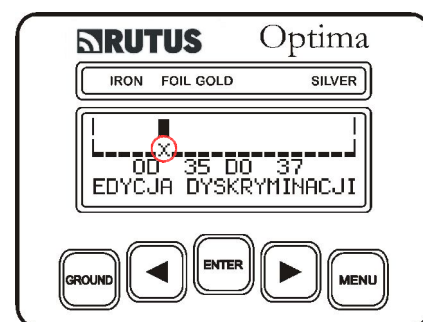 RUTUS Optima
IRON FOIL GOLD SILVER
X
OD 35 DO 37
EDYCJA DYSKRYMINACJI
GROUND ENTER MENU